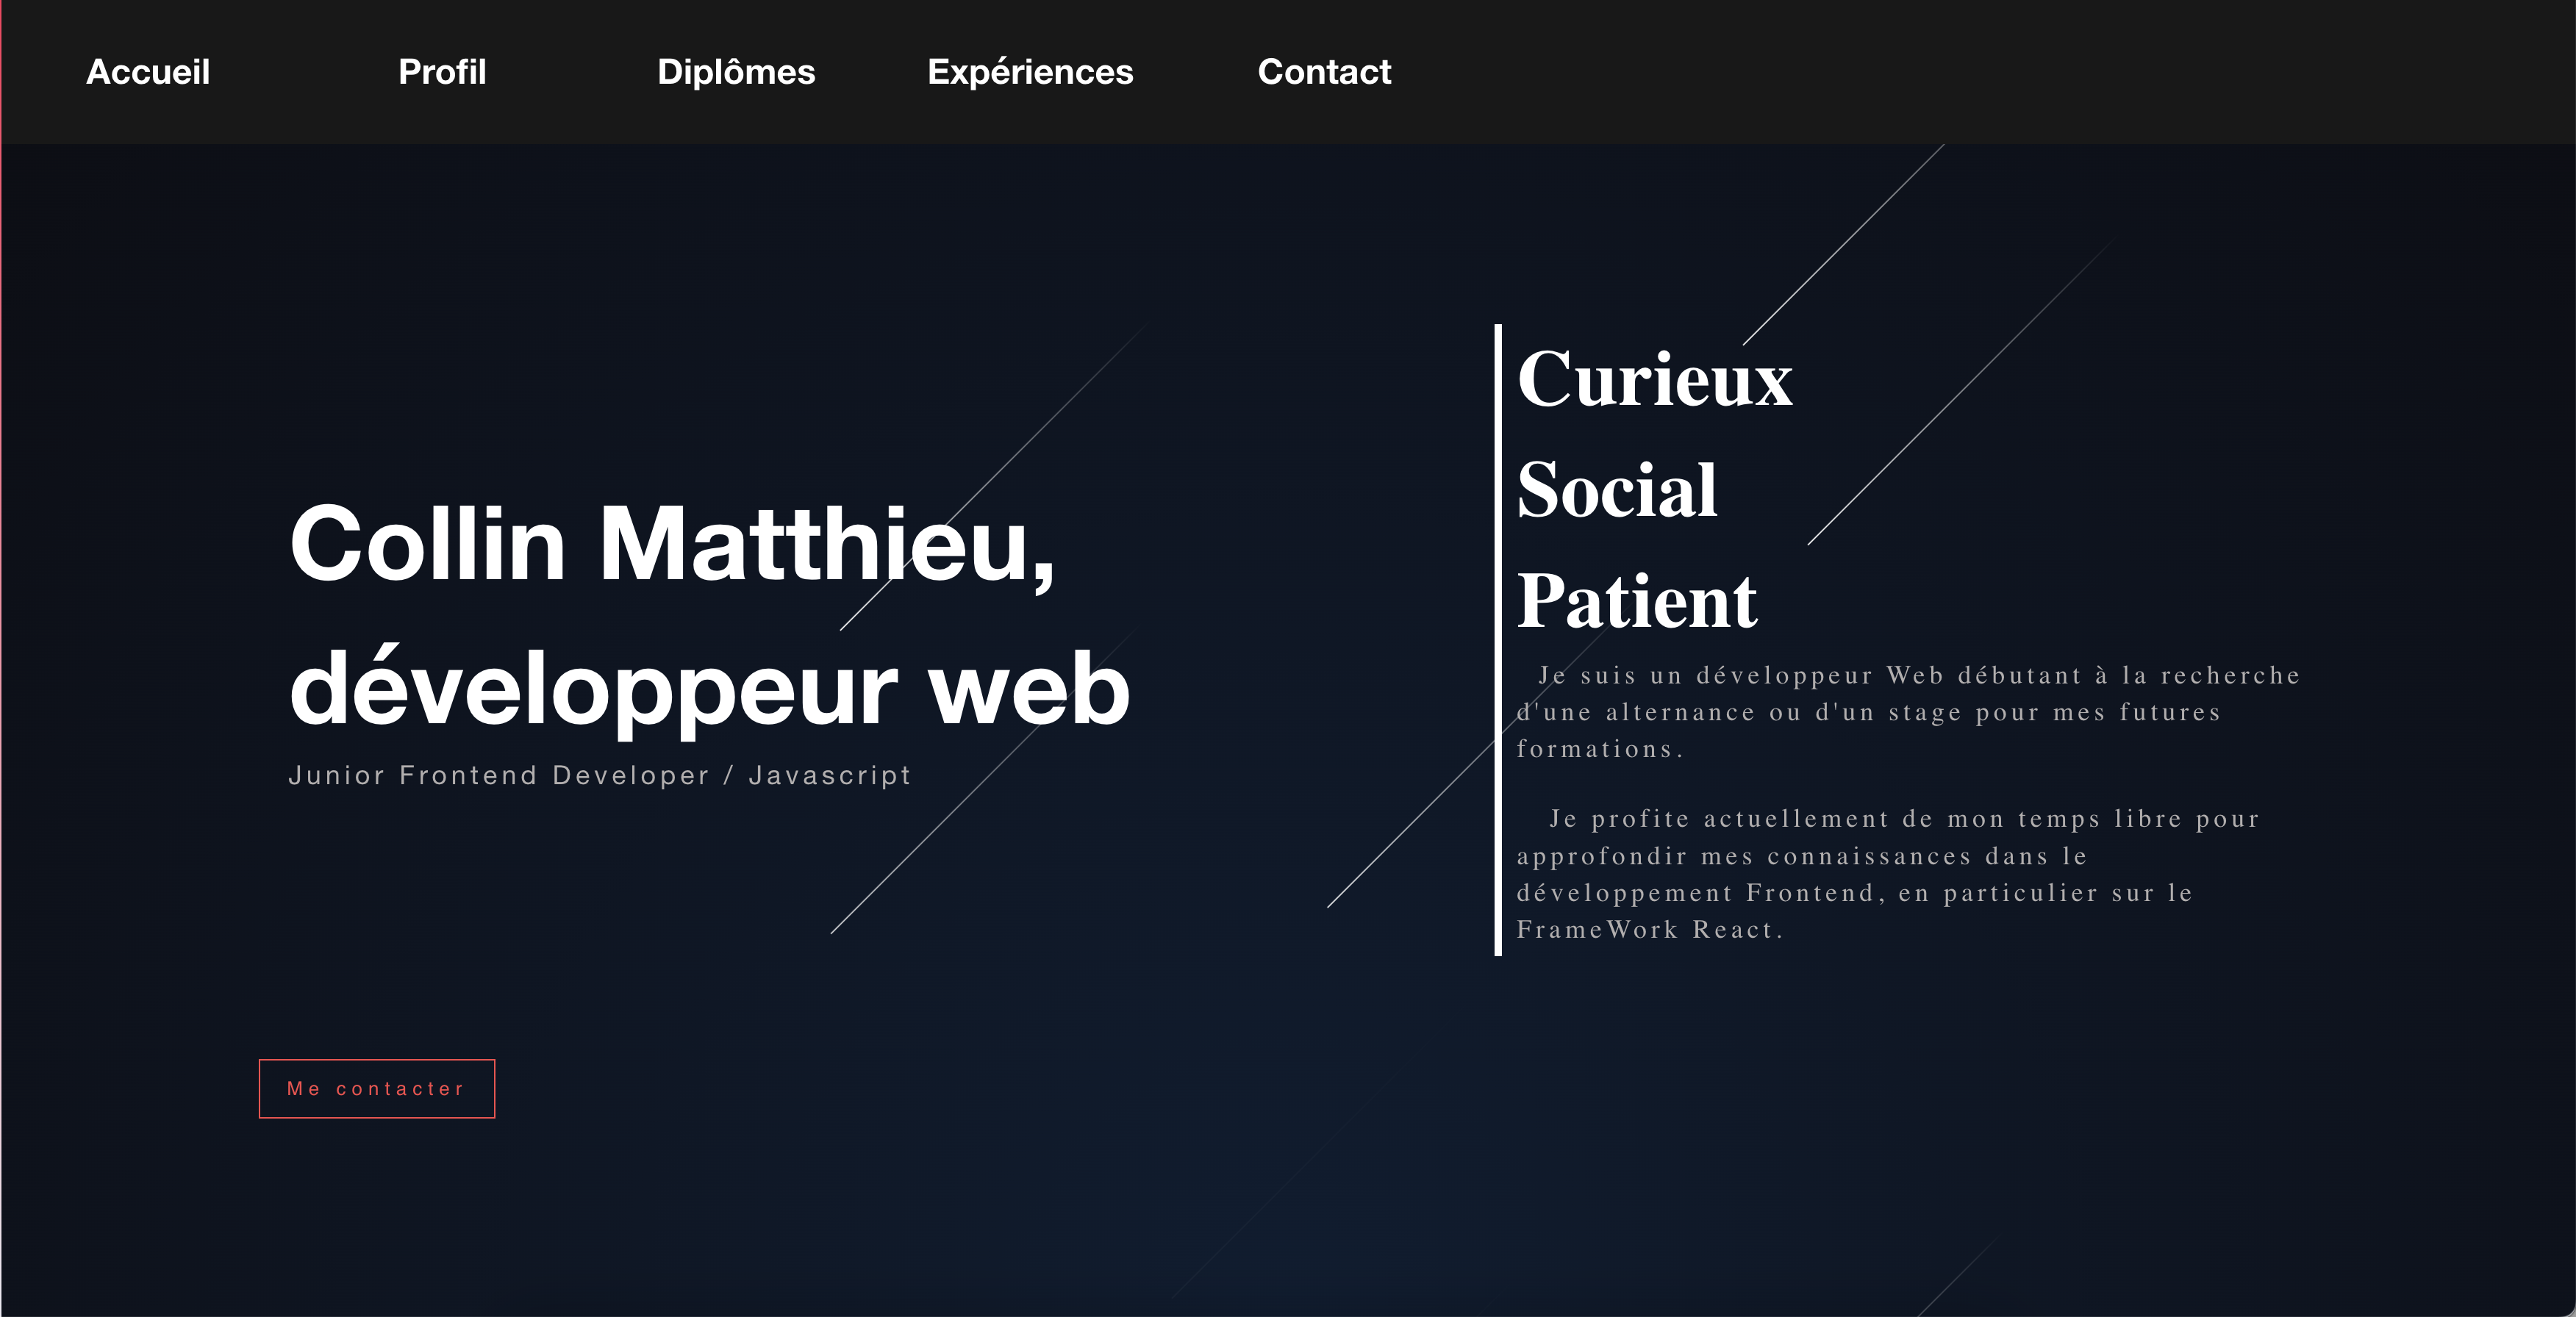 Accueil Profil Diplômes Expériences Contact
Collin Matthieu,
développeur web
Junior Frontend Developer / Javascript
Me contacter
Curieux
Social
Patient
Je suis un développeur Web débutant à la recherche
d'une alternance ou d'un stage pour mes futures
formations.
Je profite actuellement de mon temps libre pour
approfondir mes connaissances dans le
développement Frontend, en particulier sur le
FrameWork React.